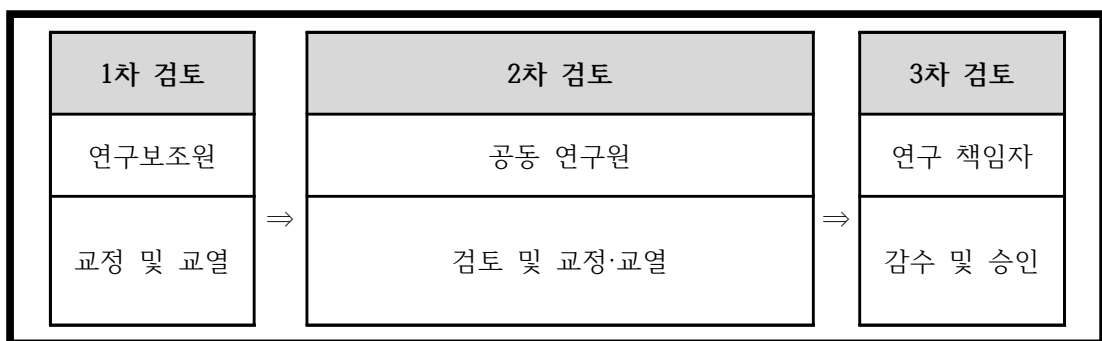 1차 검토
연구보조원
교정 및 교열
⇒
2차 검토
공동 연구원
검토 및 교정·교열
⇒
3차 검토
연구 책임자
감수 및 승인